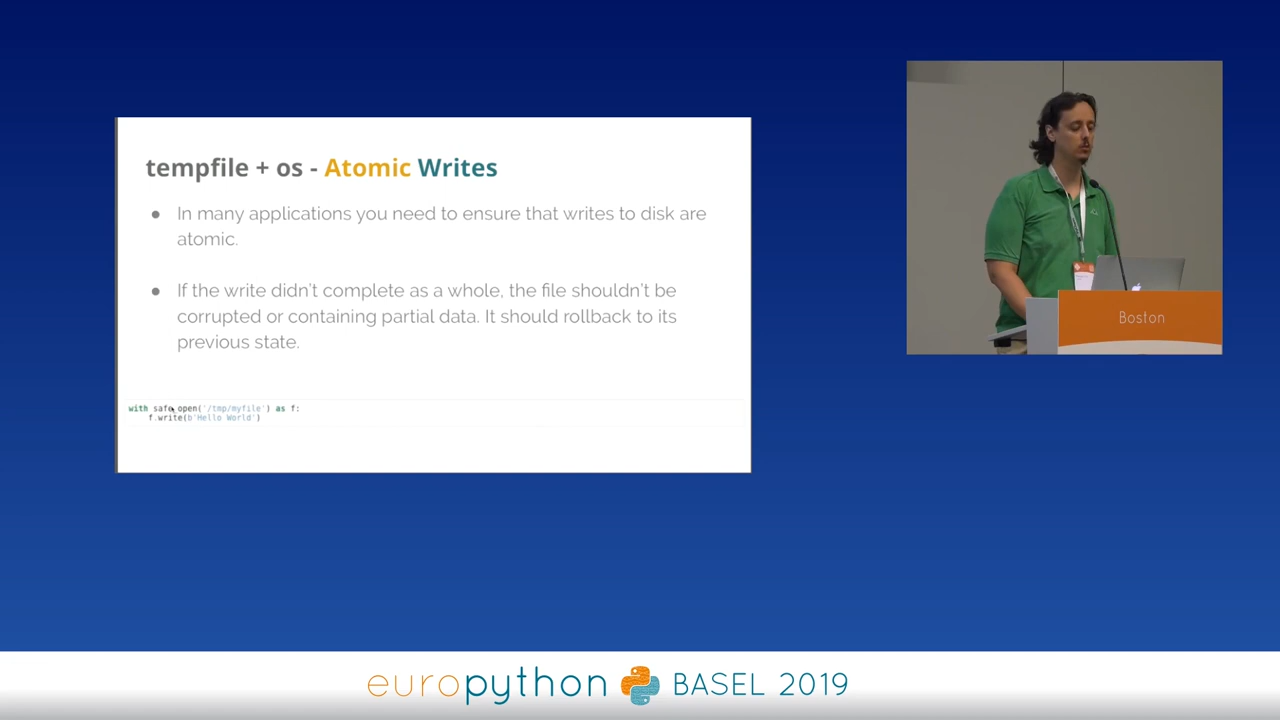 tempfile + os - Atomic Writes
● In many applications you need to ensure that writes to disk are
atomic.
● If the write didn't complete as a whole, the file shouldn't be
corrupted or containing partial data. It should rollback to its
previous state.
with safe_open('/tmp/myfile') as f:
f.write(b'Hello World')
Boston
europython BASEL 2019